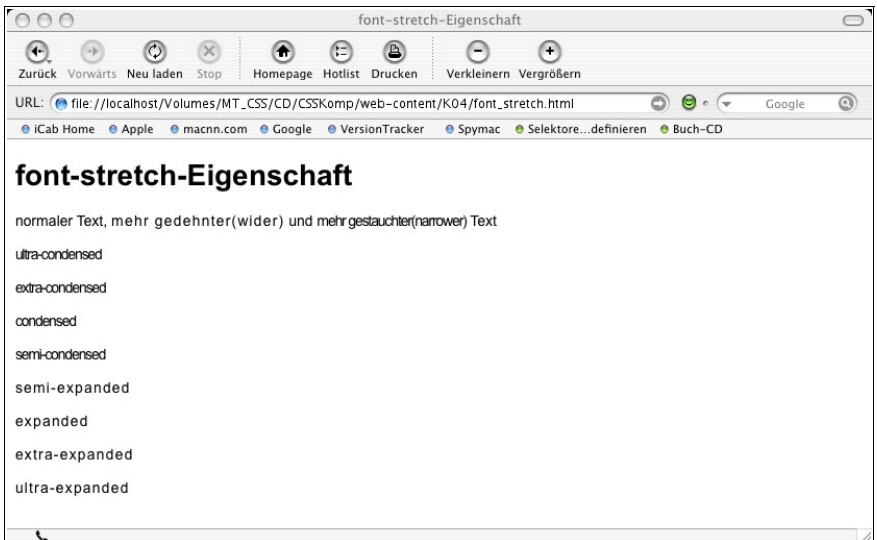 font-stretch-Eigenschaft
Zurück Vorwärts Neu laden Stop Homepage Hotlist Drucken Verkleinern Vergrößern
URL: file://localhost/Volumes/MT_CSS/CD/CSSKomp/web-content/K04/font_stretch.html Google
iCab Home Apple macnn.com Google VersionTracker Spymac Selektore...definieren Buch-CD
font-stretch-Eigenschaft
normaler Text, mehr gedehnter(wider) und mehr gestauchter(narrower) Text
ultra-condensed
extra-condensed
condensed
semi-condensed
semi-expanded
expanded
extra-expanded
ultra-expanded